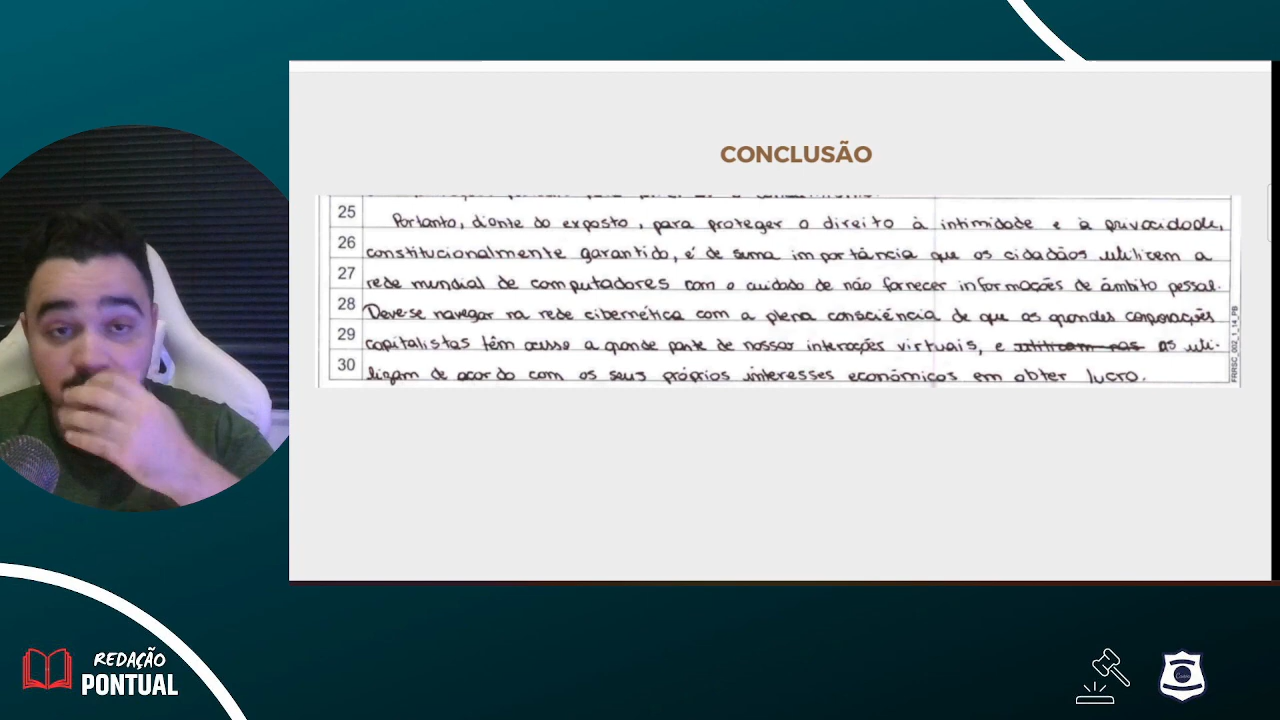 CONCLUSÃO
25 Portanto, diante do exposto, para proteger o direito à intimidade e à privacidade,
26 constitucionalmente garantido, é de suma importância que os cidadãos utilizem a
27 rede mundial de computadores com o cuidado de não fornecer informações de âmbito pessoal.
28 Deve-se navegar na rede cibernética com a plena consciência de que as grandes corporações
29 capitalistas têm acesso a grande parte de nossas interações virtuais, e as uti-
30 lizam de acordo com os seus próprios interesses econômicos em obter lucro.
REDAÇÃO
PONTUAL